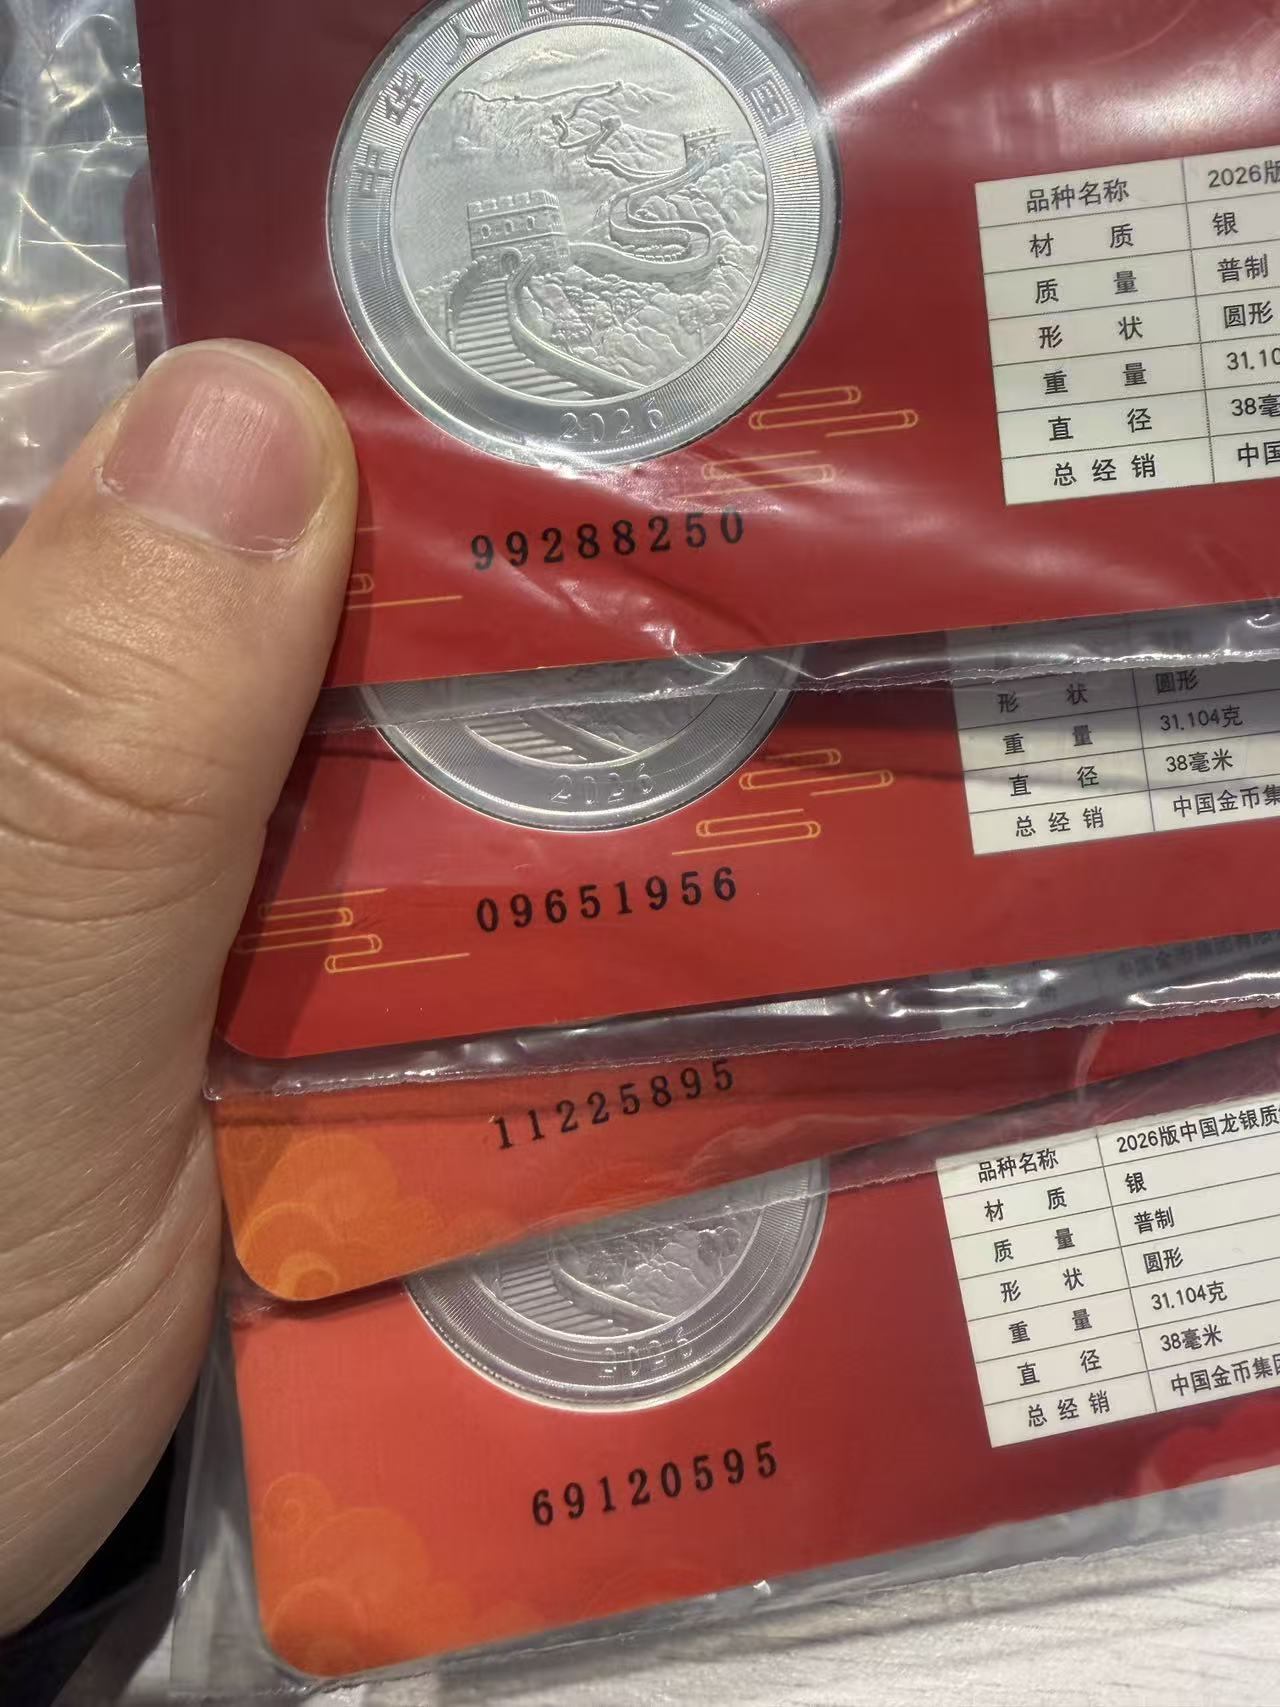 中华人民共和国
2026
品种名称 2026版
材质 银
质量 普制
形状 圆形
重量 31.10
直径 38毫
总经销 中国
99288250
2026
形状 圆形
重量 31.104克
直径 38毫米
总经销 中国金币集
09651956
11225895
2026
品种名称 2026版中国龙银质
材质 银
质量 普制
形状 圆形
重量 31.104克
直径 38毫米
总经销 中国金币集团
69120595